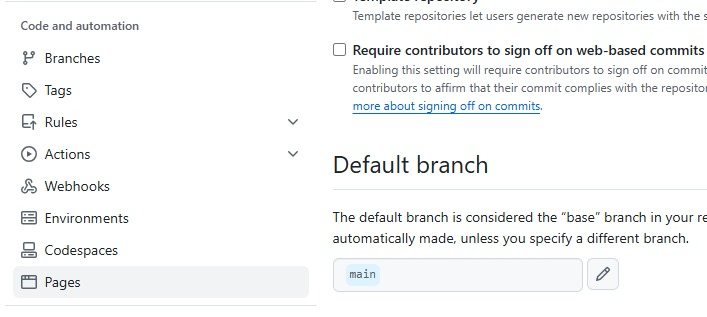 Code and automation
Branches
Tags
Rules
Actions
Webhooks
Environments
Codespaces
Pages
Template repository
Template repositories let users generate new repositories with the s
Require contributors to sign off on web-based commits
Enabling this setting will require contributors to sign off on commit
contributors to affirm that their commit complies with the repositor
more about signing off on commits.
Default branch
The default branch is considered the “base” branch in your re
automatically made, unless you specify a different branch.
main